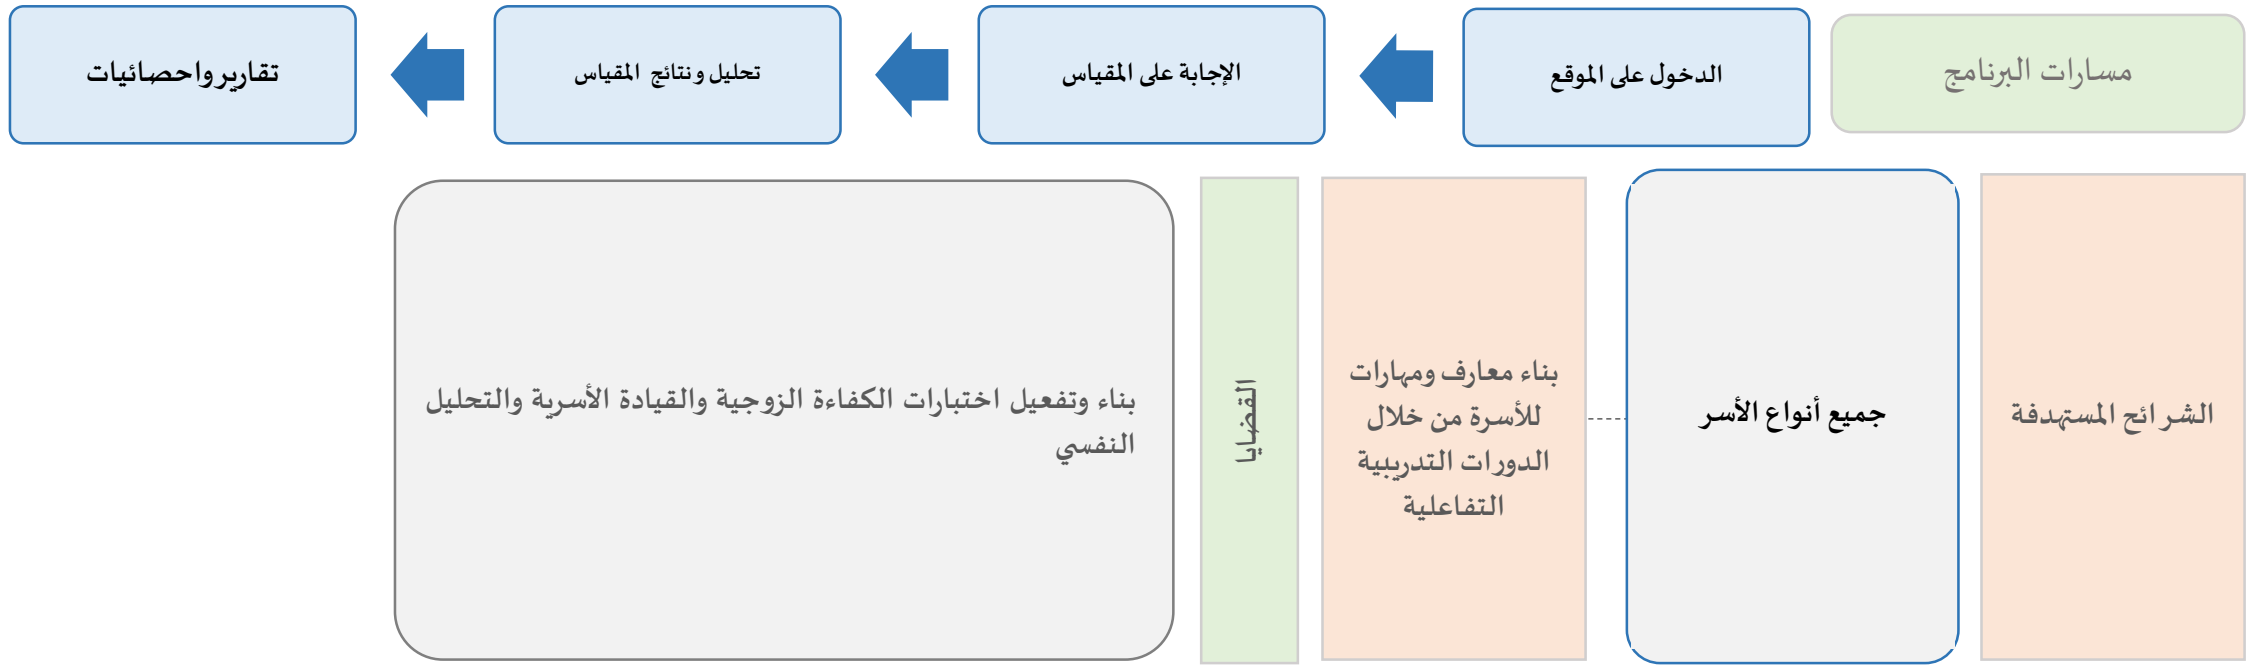 مسارات البرنامج
الدخول على الموقع
الإجابة على المقياس
تحليل ونتائج المقياس
تقارير واحصائيات
الشرائح المستهدفة
جميع أنواع الأسر
بناء معارف ومهارات
للأسرة من خلال
الدورات التدريبية
التفاعلية
القضايا
بناء وتفعيل اختبارات الكفاءة الزوجية والقيادة الأسرية والتحليل
النفسي